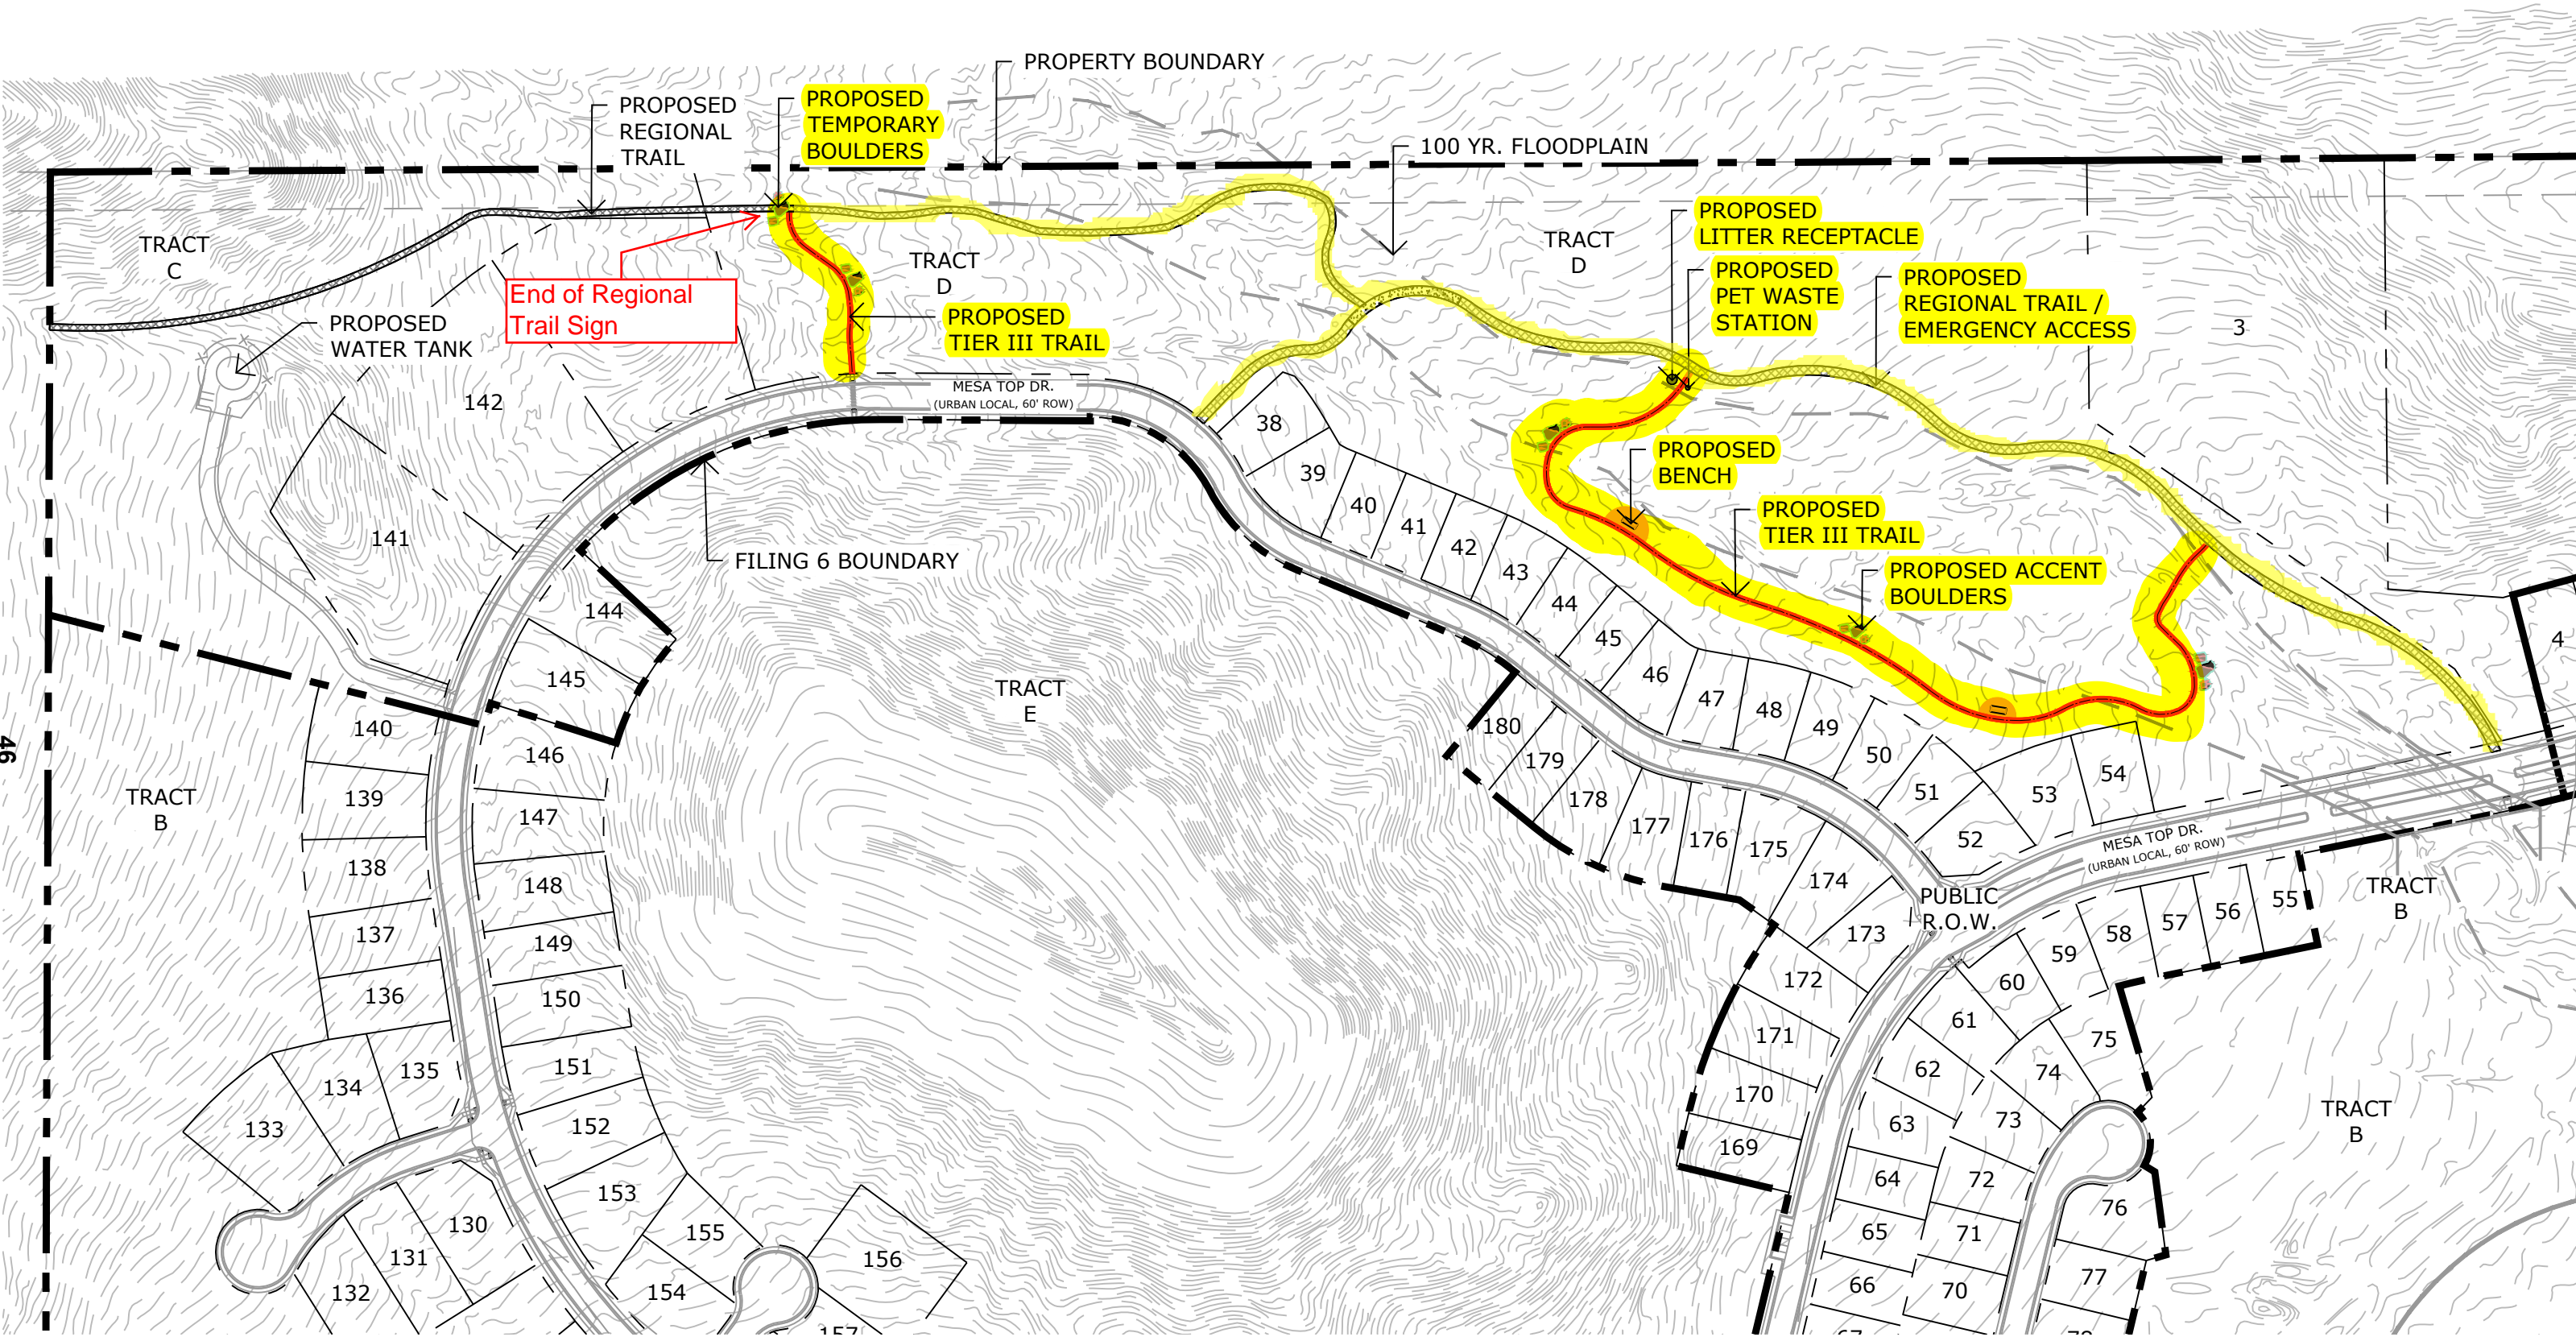 PROPERTY BOUNDARY
PROPOSED
REGIONAL
TRAIL
PROPOSED
TEMPORARY
BOULDERS
100 YR. FLOODPLAIN
TRACT
C
End of Regional
Trail Sign
TRACT
D
PROPOSED
TIER III TRAIL
TRACT
D
PROPOSED
LITTER RECEPTACLE
PROPOSED
PET WASTE
STATION
PROPOSED
REGIONAL TRAIL /
EMERGENCY ACCESS
3
PROPOSED
WATER TANK
142
MESA TOP DR.
(URBAN LOCAL, 60' ROW)
38
39
40
41
42
43
44
45
46
47
48
49
50
51
52
53
54
PROPOSED
BENCH
PROPOSED
TIER III TRAIL
PROPOSED ACCENT
BOULDERS
4
141
FILING 6 BOUNDARY
144
145
TRACT
E
46
TRACT
B
140
139
138
137
136
135
134
133
146
147
148
149
150
151
152
153
155
154
156
157
130
131
132
180
179
178
177
176
175
174
173
172
171
170
169
PUBLIC
R.O.W.
MESA TOP DR.
(URBAN LOCAL, 60' ROW)
TRACT
B
55
56
57
58
59
60
61
62
63
64
65
66
75
74
73
72
71
70
76
77
TRACT
B